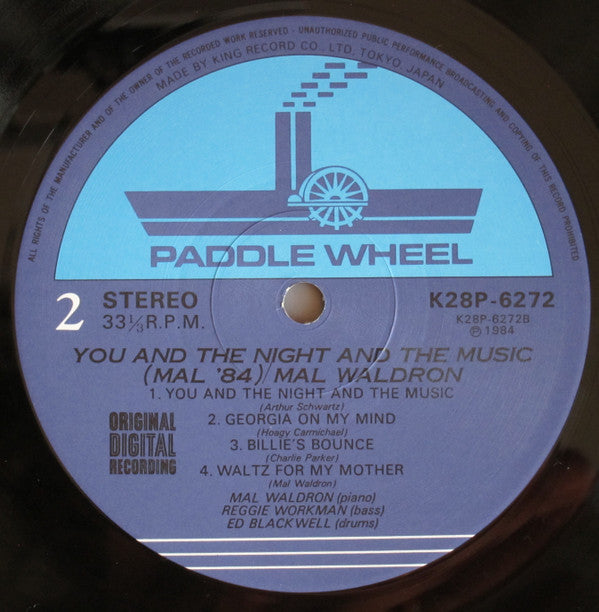 ALL RIGHTS OF THE MANUFACTURER AND OF THE OWNER OF THE RECORDED WORK RESERVED - UNAUTHORIZED PUBLIC PERFORMANCE BROADCASTING AND COPYING OF THIS RECORD PROHIBITED
MADE BY KING RECORD CO., LTD. TOKYO. JAPAN
PADDLE WHEEL
2 STEREO
33 1/3 R.P.M.
K28P-6272
K28P-6272B
Ⓟ 1984
YOU AND THE NIGHT AND THE MUSIC
(MAL '84)/MAL WALDRON
1. YOU AND THE NIGHT AND THE MUSIC
(Arthur Schwartz)
2. GEORGIA ON MY MIND
(Hoagy Carmichael)
3. BILLIE'S BOUNCE
(Charlie Parker)
4. WALTZ FOR MY MOTHER
(Mal Waldron)
ORIGINAL
DIGITAL
RECORDING
MAL WALDRON (piano)
REGGIE WORKMAN (bass)
ED BLACKWELL (drums)